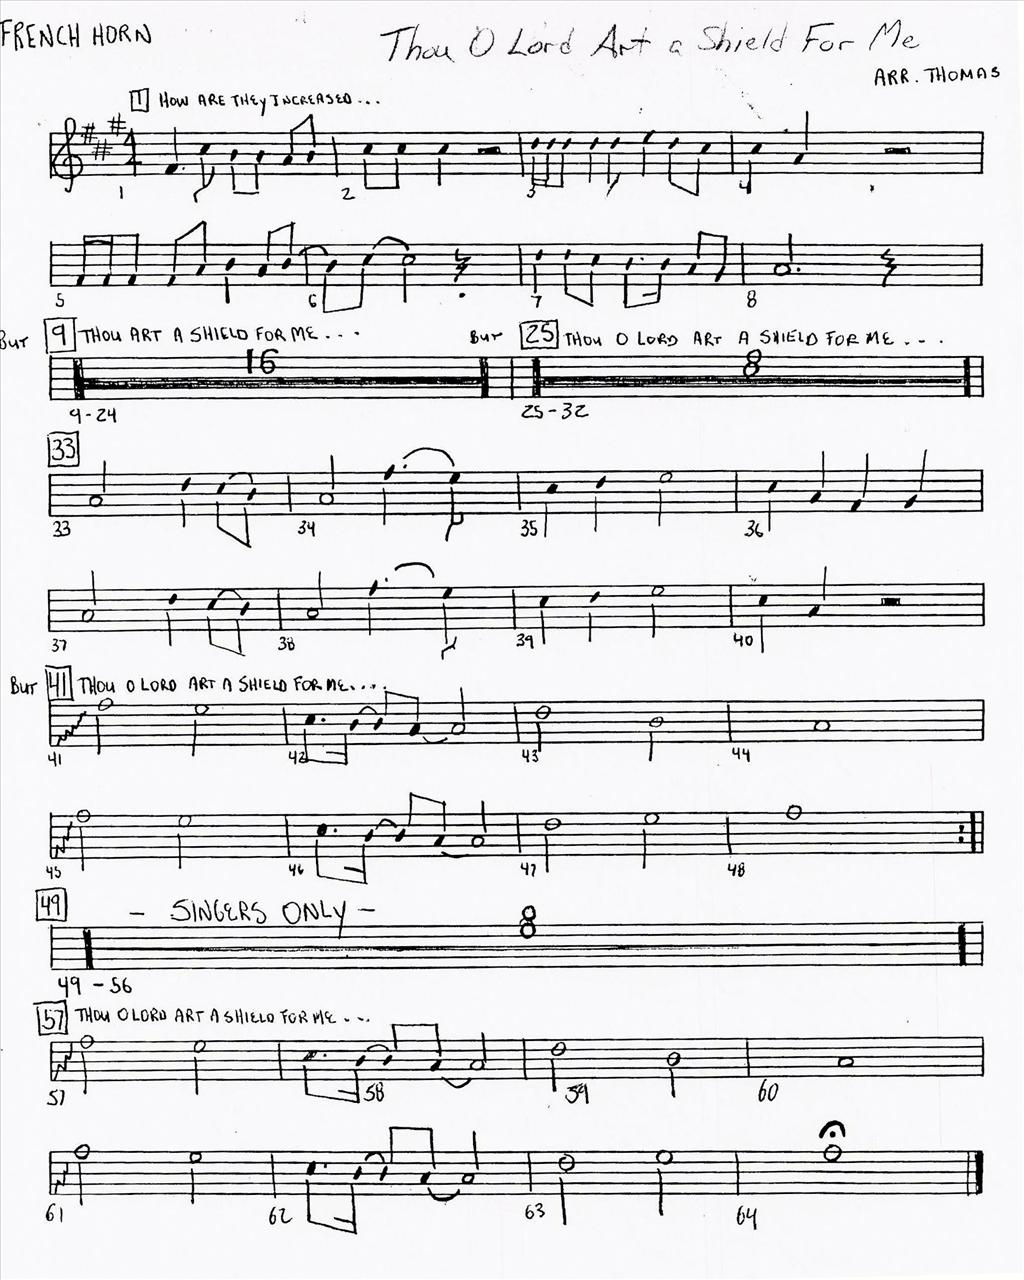 FRENCH HORN
Thou O Lord Art a Shield For Me
ARR. THOMAS
1 HOW ARE THEY INCREASED...
1 2 3 4
5 6 7 8
BUT 9 THOU ART A SHIELD FOR ME... BUT 25 THOU O LORD ART A SHIELD FOR ME...
16 8
9-24 25-32
33
33 34 35 36
37 38 39 40
BUT 41 THOU O LORD ART A SHIELD FOR ME....
41 42 43 44
45 46 47 48
49 - SINGERS ONLY - 8
8
49-56
57 THOU O LORD ART A SHIELD FOR ME...
57 58 59 60
61 62 63 64